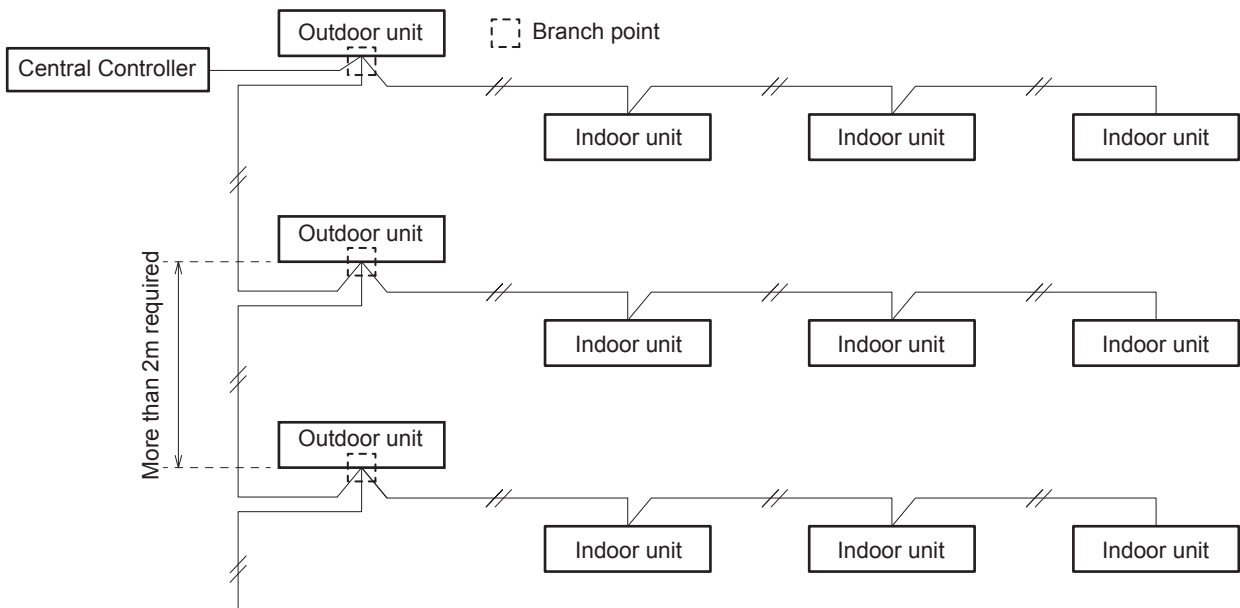 Outdoor unit
Branch point
Central Controller
Indoor unit
Indoor unit
Indoor unit
Outdoor unit
More than 2m required
Indoor unit
Indoor unit
Indoor unit
Outdoor unit
Indoor unit
Indoor unit
Indoor unit